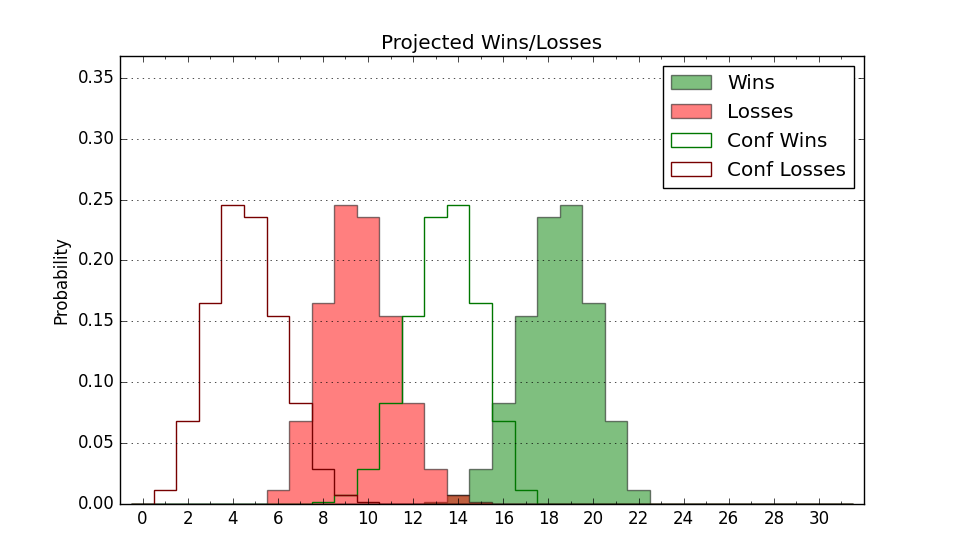 Projected Wins/Losses
Probability
0.35
0.30
0.25
0.20
0.15
0.10
0.05
0.00
0 2 4 6 8 10 12 14 16 18 20 22 24 26 28 30
Wins
Losses
Conf Wins
Conf Losses